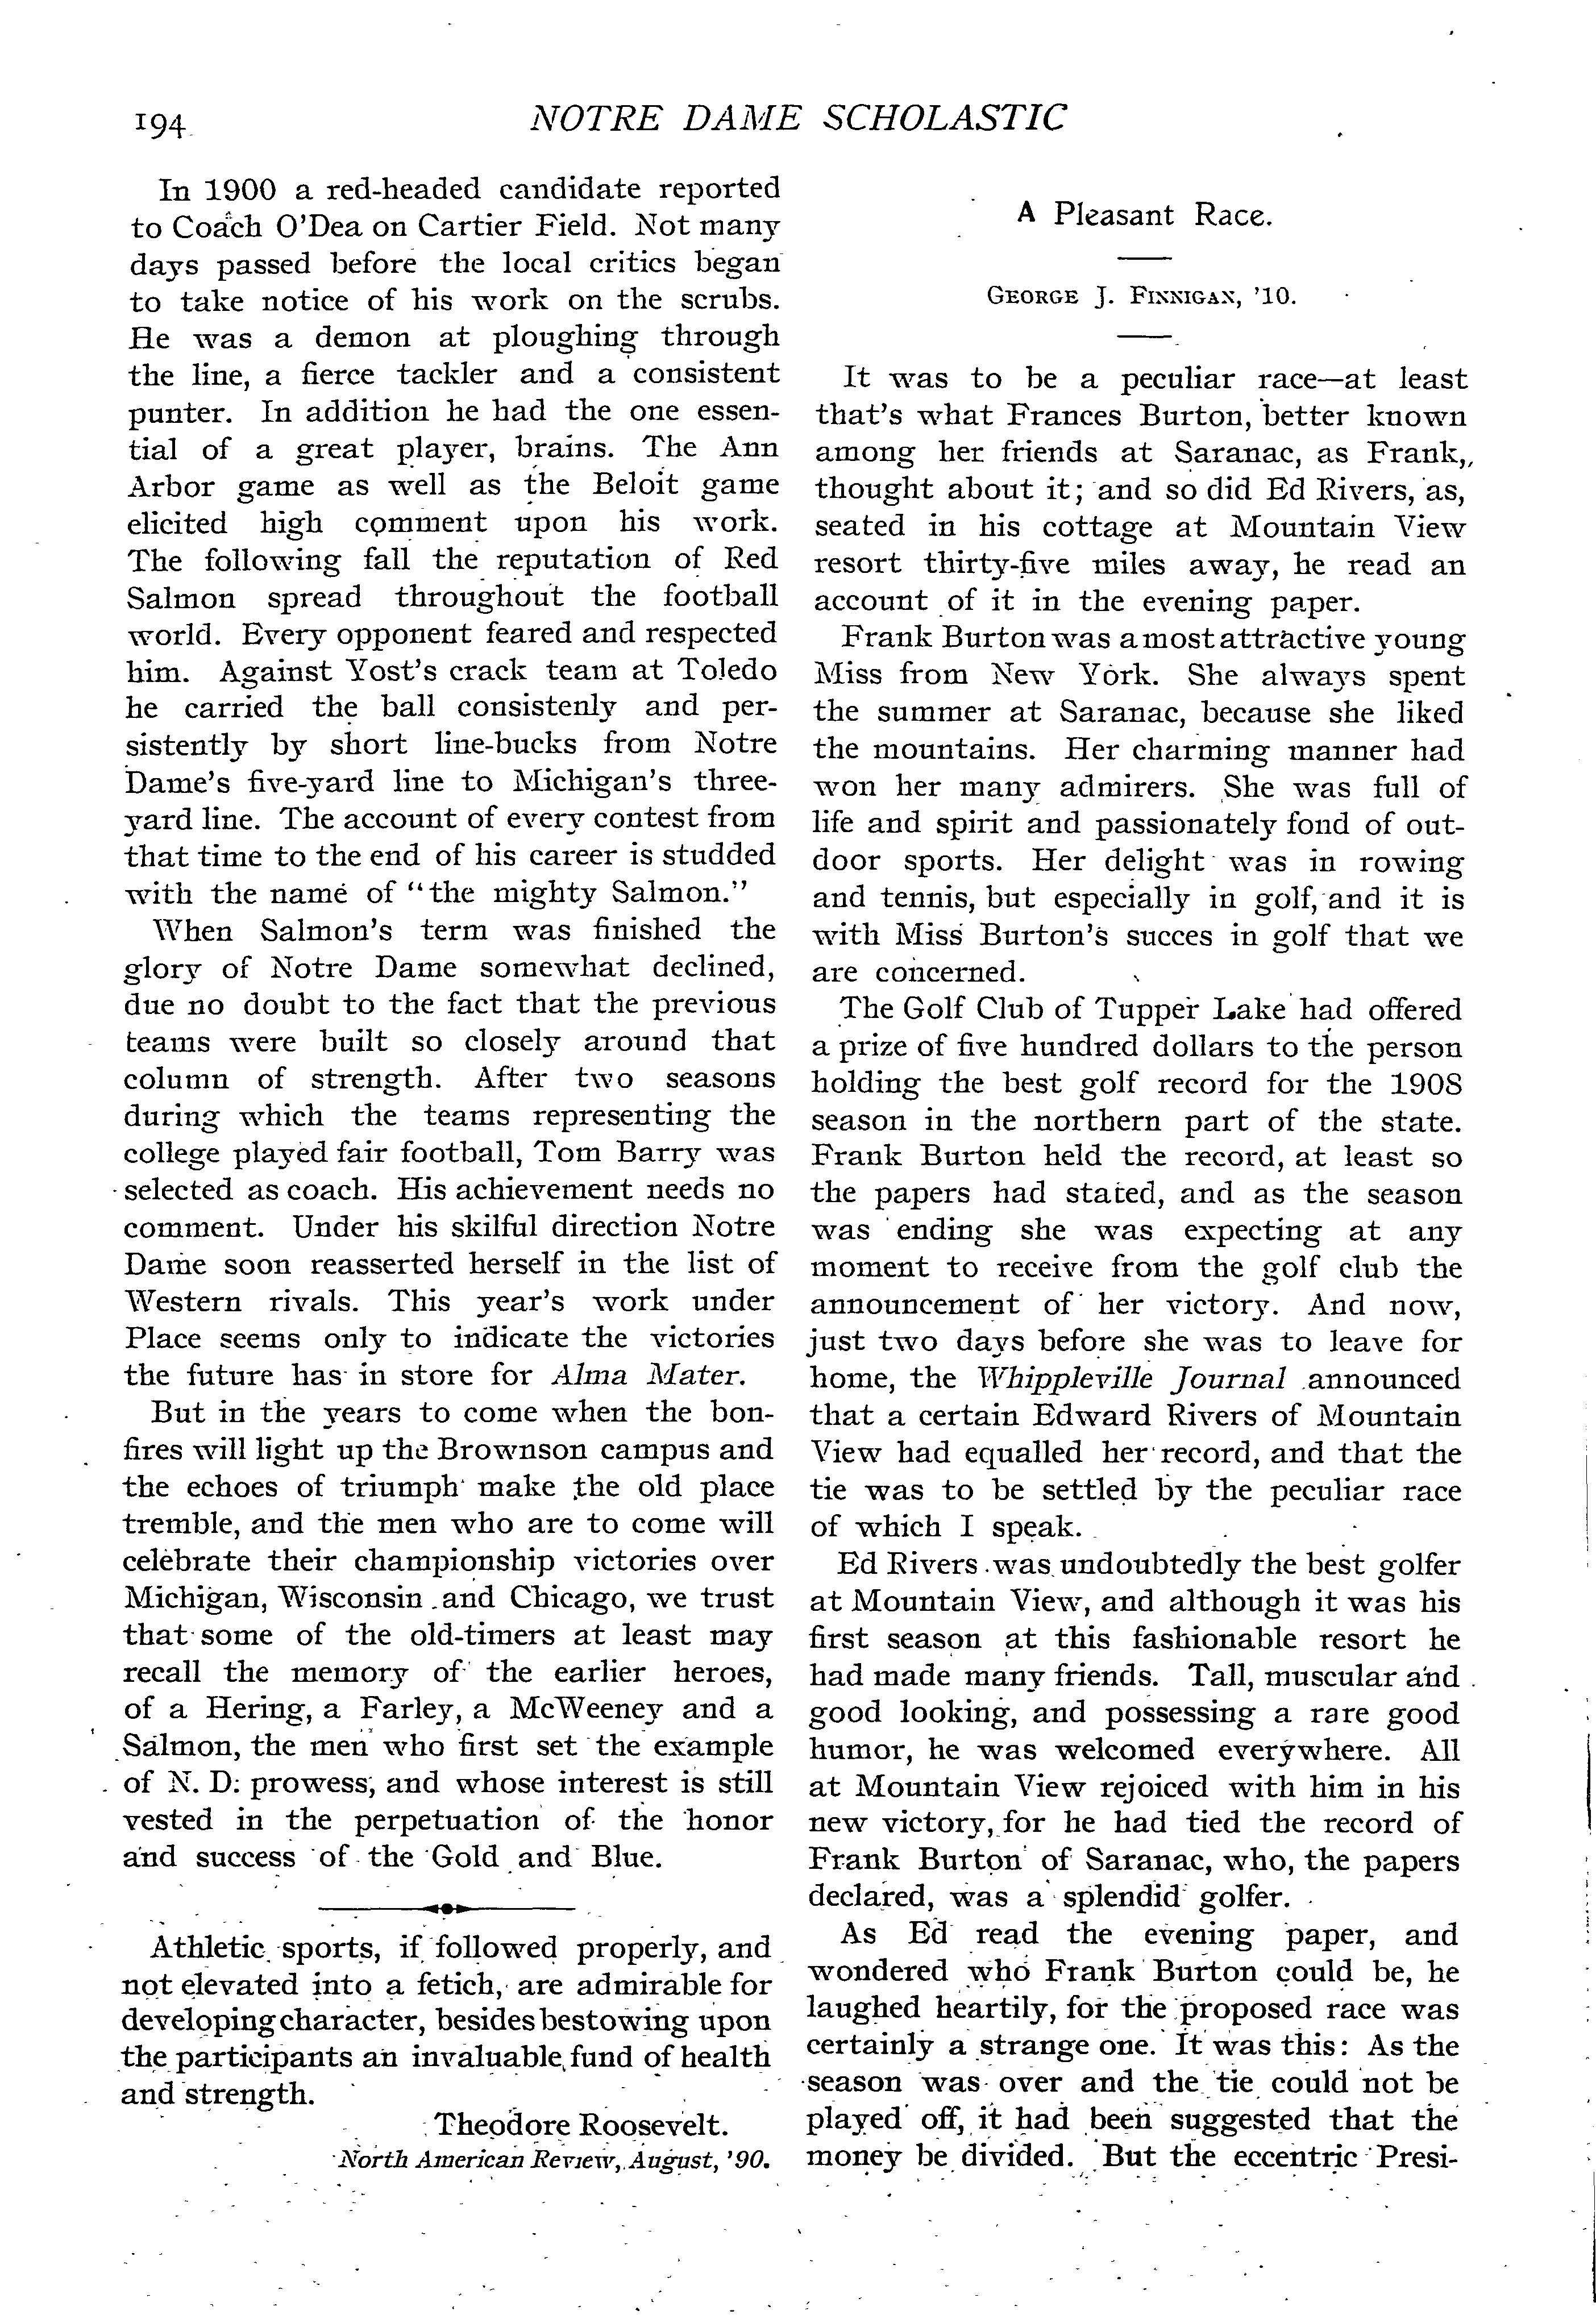 194
NOTRE DAME SCHOLASTIC
In 1900 a red-headed candidate reported
to Coach O'Dea on Cartier Field. Not many
days passed before the local critics began
to take notice of his work on the scrubs.
He was a demon at ploughing through
the line, a fierce tackler and a consistent
punter. In addition he had the one essen-
tial of a great player, brains. The Ann
Arbor game as well as the Beloit game
elicited high comment upon his work.
The following fall the reputation of Red
Salmon spread throughout the football
world. Every opponent feared and respected
him. Against Yost's crack team at Toledo
he carried the ball consistenly and per-
sistently by short line-bucks from Notre
Dame's five-yard line to Michigan's three-
yard line. The account of every contest from
that time to the end of his career is studded
with the name of "the mighty Salmon."
When Salmon's term was finished the
glory of Notre Dame somewhat declined,
due no doubt to the fact that the previous
teams were built so closely around that
column of strength. After two seasons
during which the teams representing the
college played fair football, Tom Barry was
selected as coach. His achievement needs no
comment. Under his skilful direction Notre
Dame soon reasserted herself in the list of
Western rivals. This year's work under
Place seems only to indicate the victories
the future has in store for Alma Mater.
But in the years to come when the bon-
fires will light up the Brownson campus and
the echoes of triumph make the old place
tremble, and the men who are to come will
celebrate their championship victories over
Michigan, Wisconsin and Chicago, we trust
that some of the old-timers at least may
recall the memory of the earlier heroes,
of a Hering, a Farley, a McWeeney and a
Salmon, the men who first set the example
of N. D. prowess, and whose interest is still
vested in the perpetuation of the honor
and success of the Gold and Blue.
Athletic sports, if followed properly, and
not elevated into a fetich, are admirable for
developing character, besides bestowing upon
the participants an invaluable fund of health
and strength.
Theodore Roosevelt.
North American Review, August, '90.
A Pleasant Race.
GEORGE J. FINNIGAN, '10.
It was to be a peculiar race—at least
that's what Frances Burton, better known
among her friends at Saranac, as Frank,,
thought about it; and so did Ed Rivers, as,
seated in his cottage at Mountain View
resort thirty-five miles away, he read an
account of it in the evening paper.
Frank Burton was a most attractive young
Miss from New York. She always spent
the summer at Saranac, because she liked
the mountains. Her charming manner had
won her many admirers. She was full of
life and spirit and passionately fond of out-
door sports. Her delight was in rowing
and tennis, but especially in golf, and it is
with Miss Burton's succes in golf that we
are concerned.
The Golf Club of Tupper Lake had offered
a prize of five hundred dollars to the person
holding the best golf record for the 1908
season in the northern part of the state.
Frank Burton held the record, at least so
the papers had stated, and as the season
was ending she was expecting at any
moment to receive from the golf club the
announcement of her victory. And now,
just two days before she was to leave for
home, the Whippleville Journal announced
that a certain Edward Rivers of Mountain
View had equalled her record, and that the
tie was to be settled by the peculiar race
of which I speak.
Ed Rivers was undoubtedly the best golfer
at Mountain View, and although it was his
first season at this fashionable resort he
had made many friends. Tall, muscular and
good looking, and possessing a rare good
humor, he was welcomed everywhere. All
at Mountain View rejoiced with him in his
new victory, for he had tied the record of
Frank Burton of Saranac, who, the papers
declared, was a splendid golfer.
As Ed read the evening paper, and
wondered who Frank Burton could be, he
laughed heartily, for the proposed race was
certainly a strange one. It was this: As the
season was over and the tie could not be
played off, it had been suggested that the
money be divided. But the eccentric Presi-